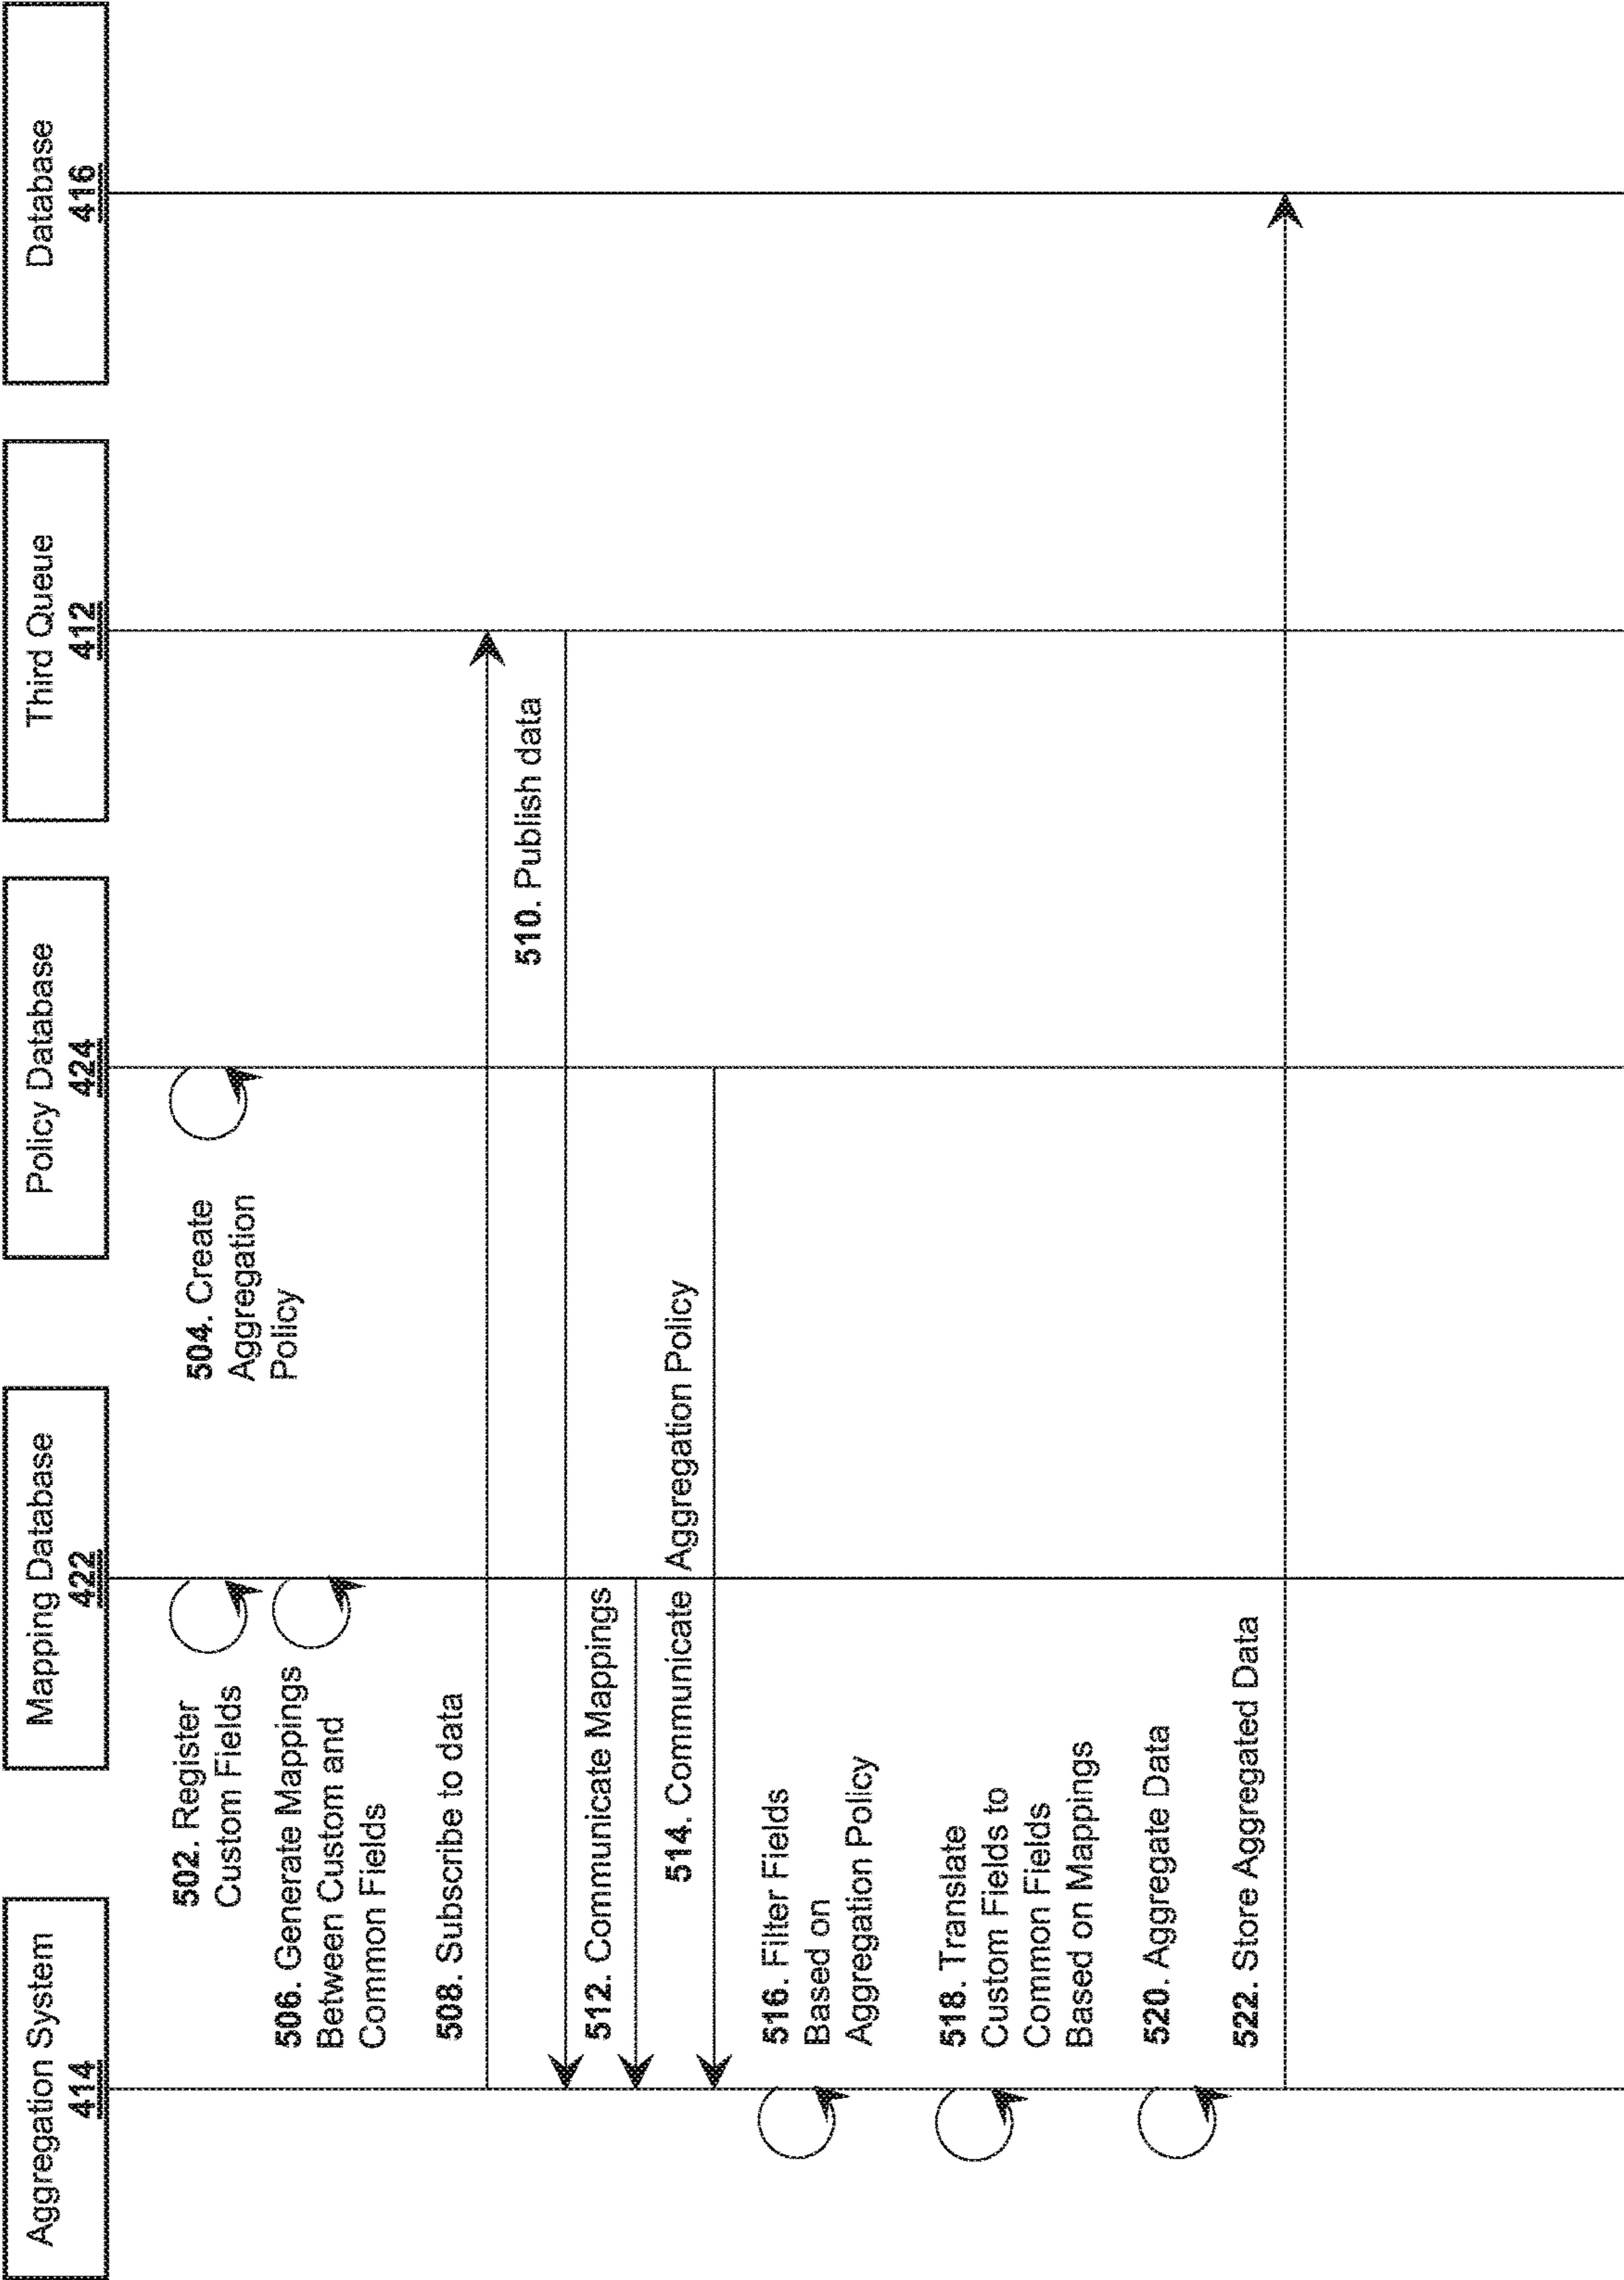 Aggregation System
414
Mapping Database
422
Policy Database
424
Third Queue
412
Database
416
502. Register
Custom Fields
504. Create
Aggregation
Policy
506. Generate Mappings
Between Custom and
Common Fields
508. Subscribe to data
510. Publish data
512. Communicate Mappings
514. Communicate Aggregation Policy
516. Filter Fields
Based on
Aggregation Policy
518. Translate
Custom Fields to
Common Fields
Based on Mappings
520. Aggregate Data
522. Store Aggregated Data